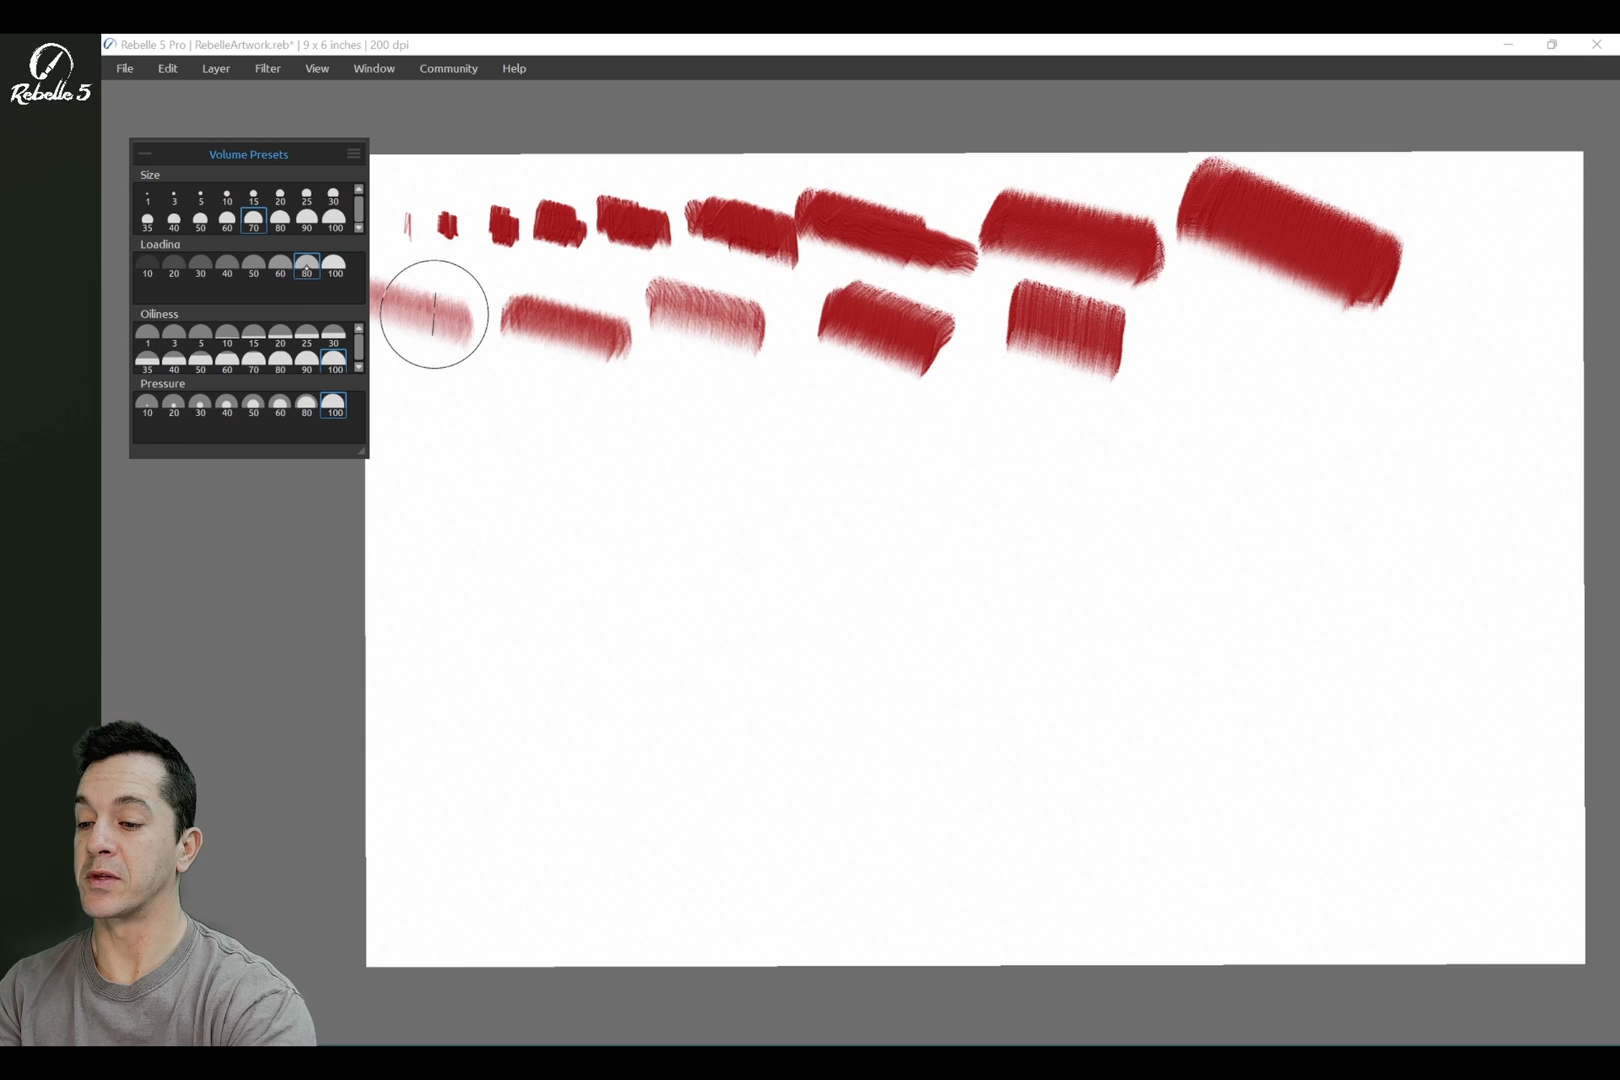 Rebelle 5 Pro | RebelleArtwork.reb* | 9 x 6 inches | 200 dpi
Rebelle 5
File Edit Layer Filter View Window Community Help
Volume Presets
Size
1 3 5 10 15 20 25 30
35 40 50 60 70 80 90 100
Loading
10 20 30 40 50 60 80 100
Oiliness
1 3 5 10 15 20 25 30
35 40 50 60 70 80 90 100
Pressure
10 20 30 40 50 60 80 100